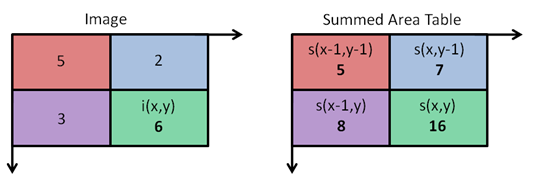 Image
5
2
3
i(x,y)
6
Summed Area Table
s(x-1,y-1)
5
s(x,y-1)
7
s(x-1,y)
8
s(x,y)
16